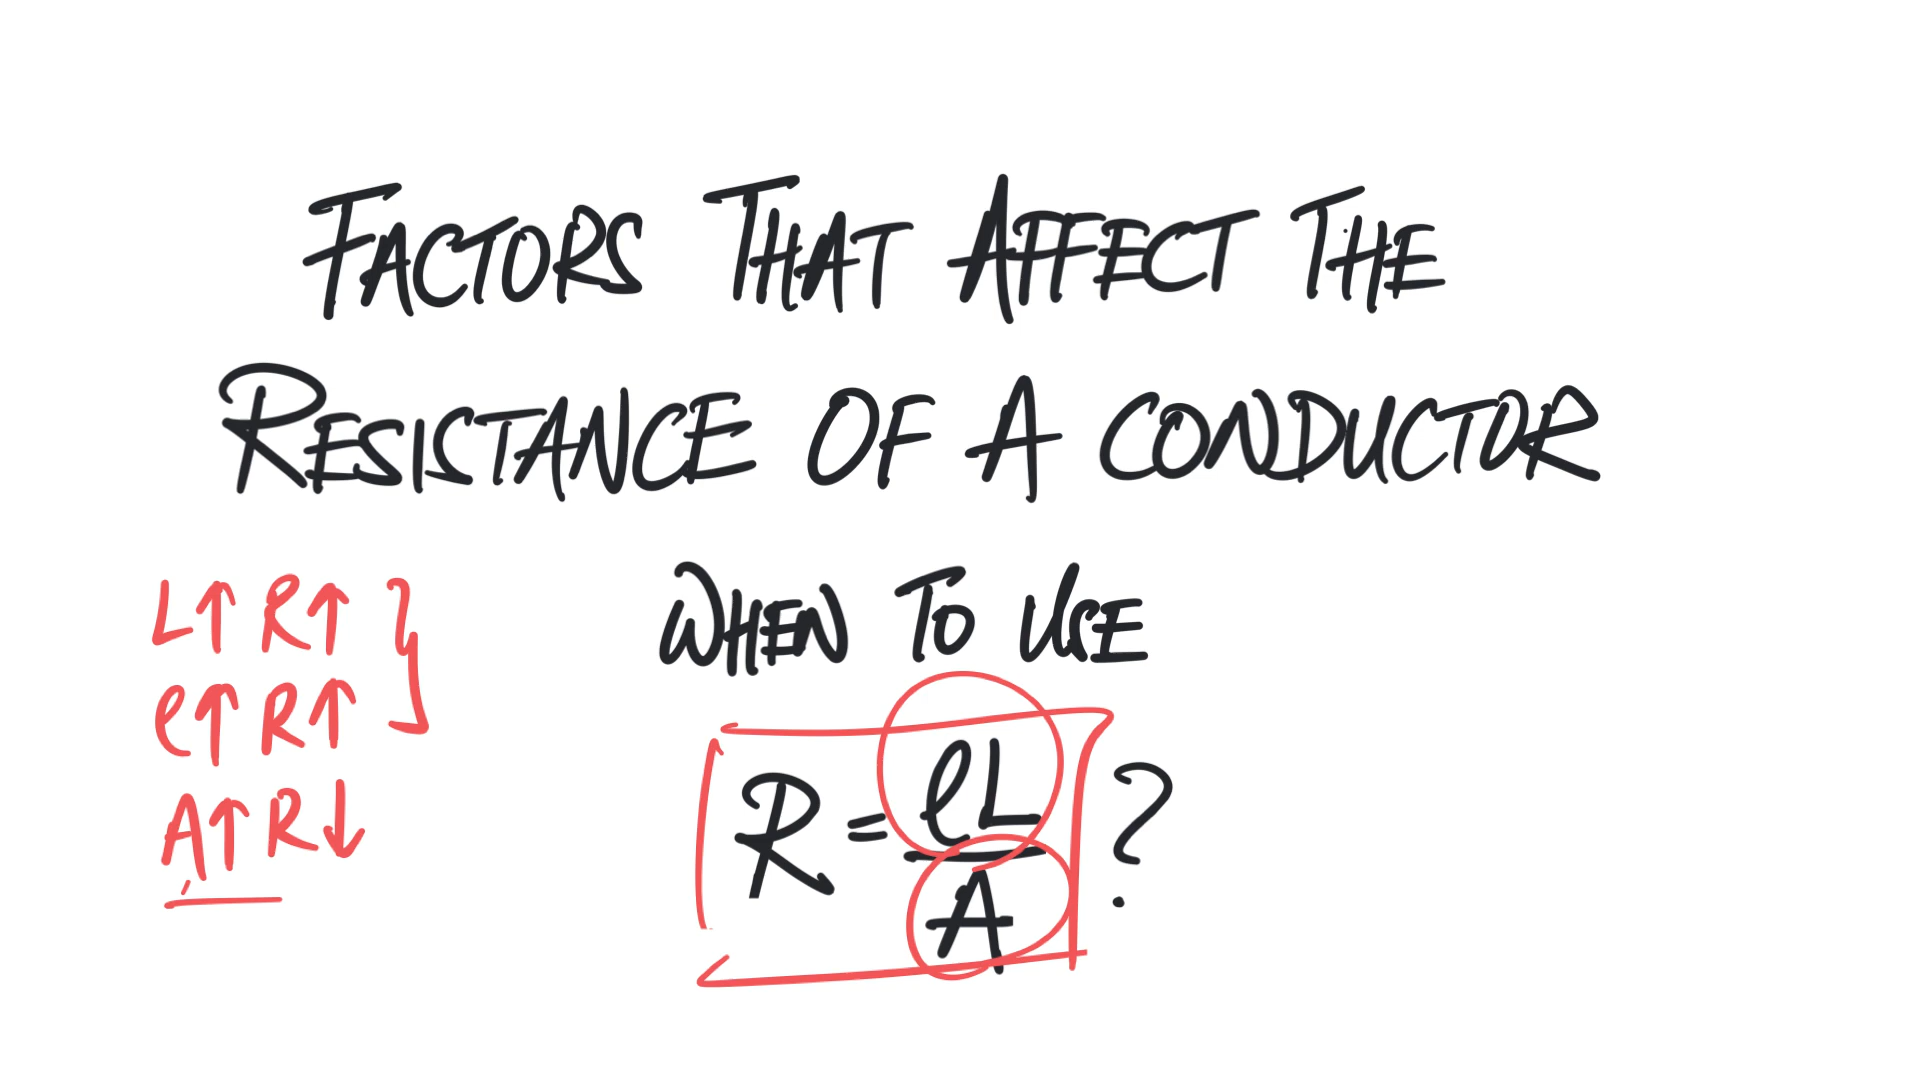 FACTORS THAT AFFECT THE
RESISTANCE OF A CONDUCTOR
WHEN TO USE
R = ρL/A ?
L↑ R↑ }
ρ↑ R↑
A↑ R↓